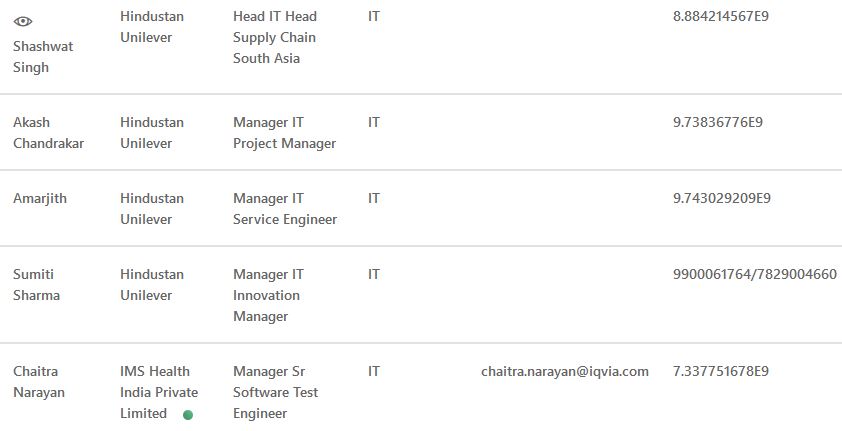 Shashwat Singh Hindustan Unilever Head IT Head Supply Chain South Asia IT 8.884214567E9
Akash Chandrakar Hindustan Unilever Manager IT Project Manager IT 9.73836776E9
Amarjith Hindustan Unilever Manager IT Service Engineer IT 9.743029209E9
Sumiti Sharma Hindustan Unilever Manager IT Innovation Manager IT 9900061764/7829004660
Chaitra Narayan IMS Health India Private Limited Manager Sr Software Test Engineer IT chaitra.narayan@iqvia.com 7.337751678E9